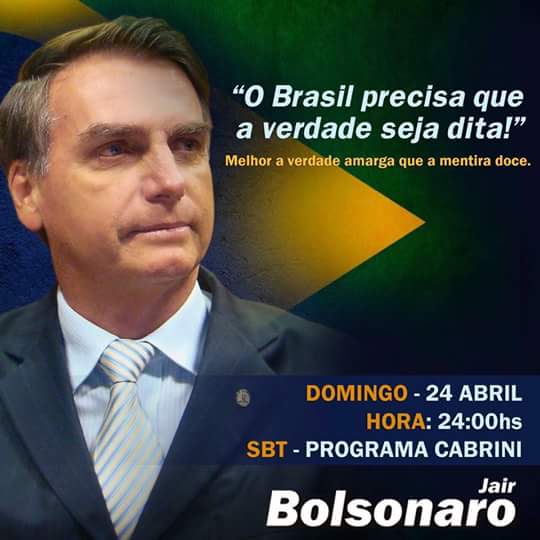 “O Brasil precisa que
a verdade seja dita!”
Melhor a verdade amarga que a mentira doce.
DOMINGO - 24 ABRIL
HORA: 24:00hs
SBT - PROGRAMA CABRINI
Jair
Bolsonaro